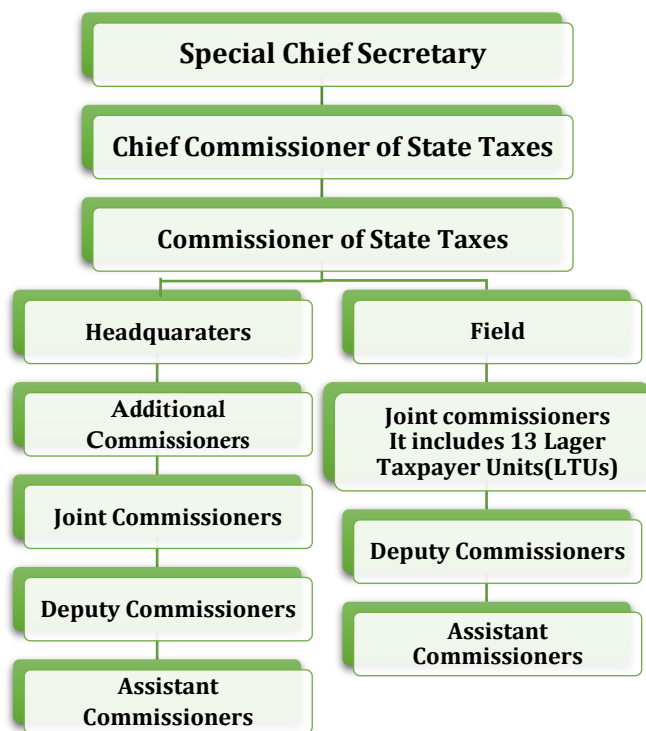 Special Chief Secretary
Chief Commissioner of State Taxes
Commissioner of State Taxes
Headquaraters
Additional
Commissioners
Joint Commissioners
Deputy Commissioners
Assistant
Commissioners
Field
Joint commissioners
It includes 13 Lager
Taxpayer Units(LTUs)
Deputy Commissioners
Assistant
Commissioners